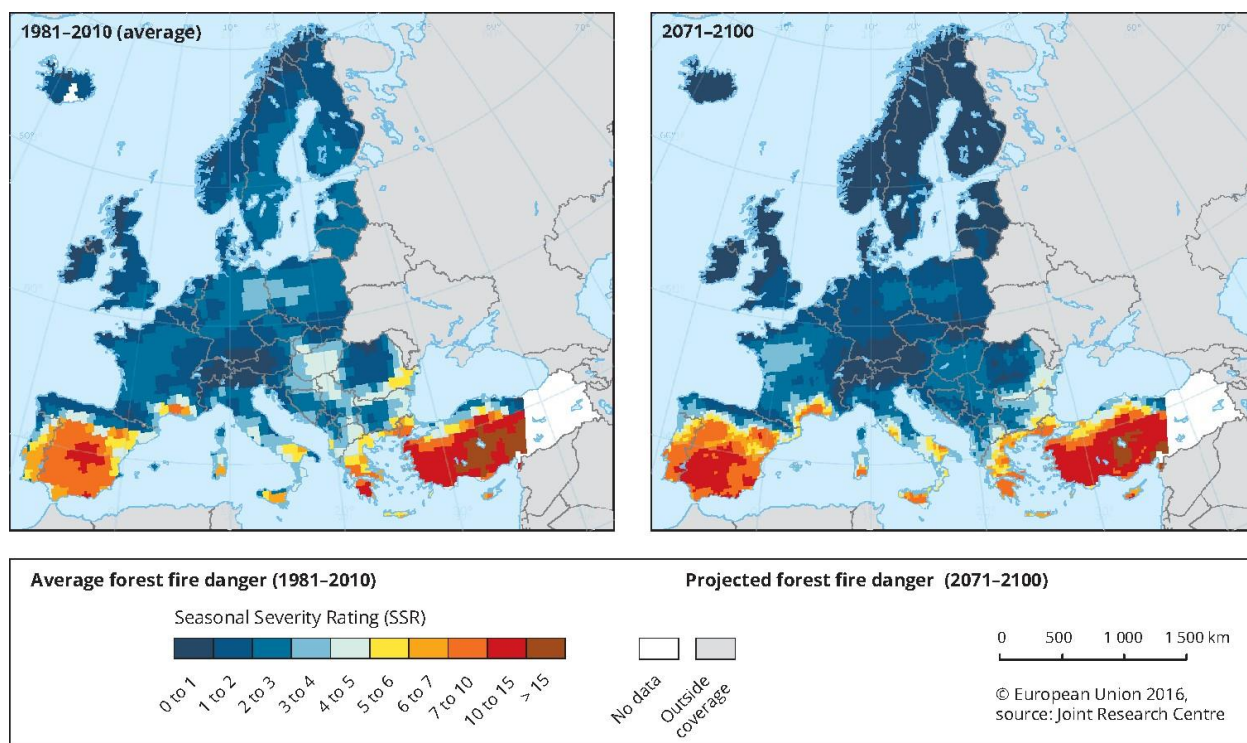 1981–2010 (average)
2071–2100
Average forest fire danger (1981–2010)
Projected forest fire danger (2071–2100)
Seasonal Severity Rating (SSR)
0 to 1
1 to 2
2 to 3
3 to 4
4 to 5
5 to 6
6 to 7
7 to 10
10 to 15
> 15
No data
Outside
coverage
0 500 1 000 1 500 km
© European Union 2016,
source: Joint Research Centre